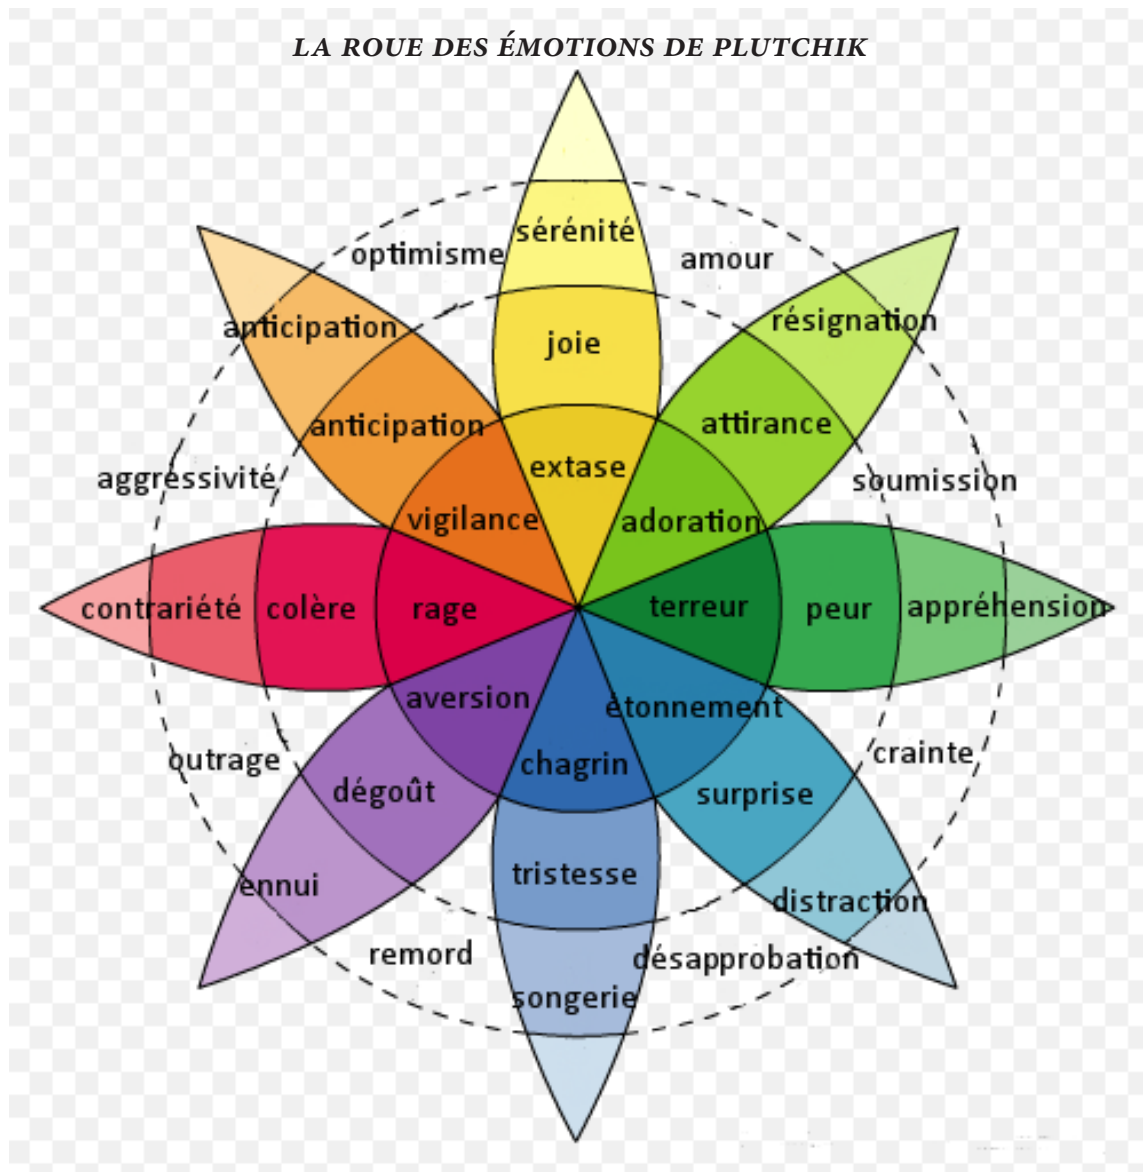 LA ROUE DES ÉMOTIONS DE PLUTCHIK
sérénité
optimisme
amour
anticipation
résignation
joie
anticipation
attirance
extase
aggressivité
soumission
vigilance
adoration
contrariété
colère
rage
terreur
peur
appréhension
aversion
étonnement
outrage
crainte
chagrin
dégoût
surprise
tristesse
ennui
distraction
remord
désapprobation
songerie